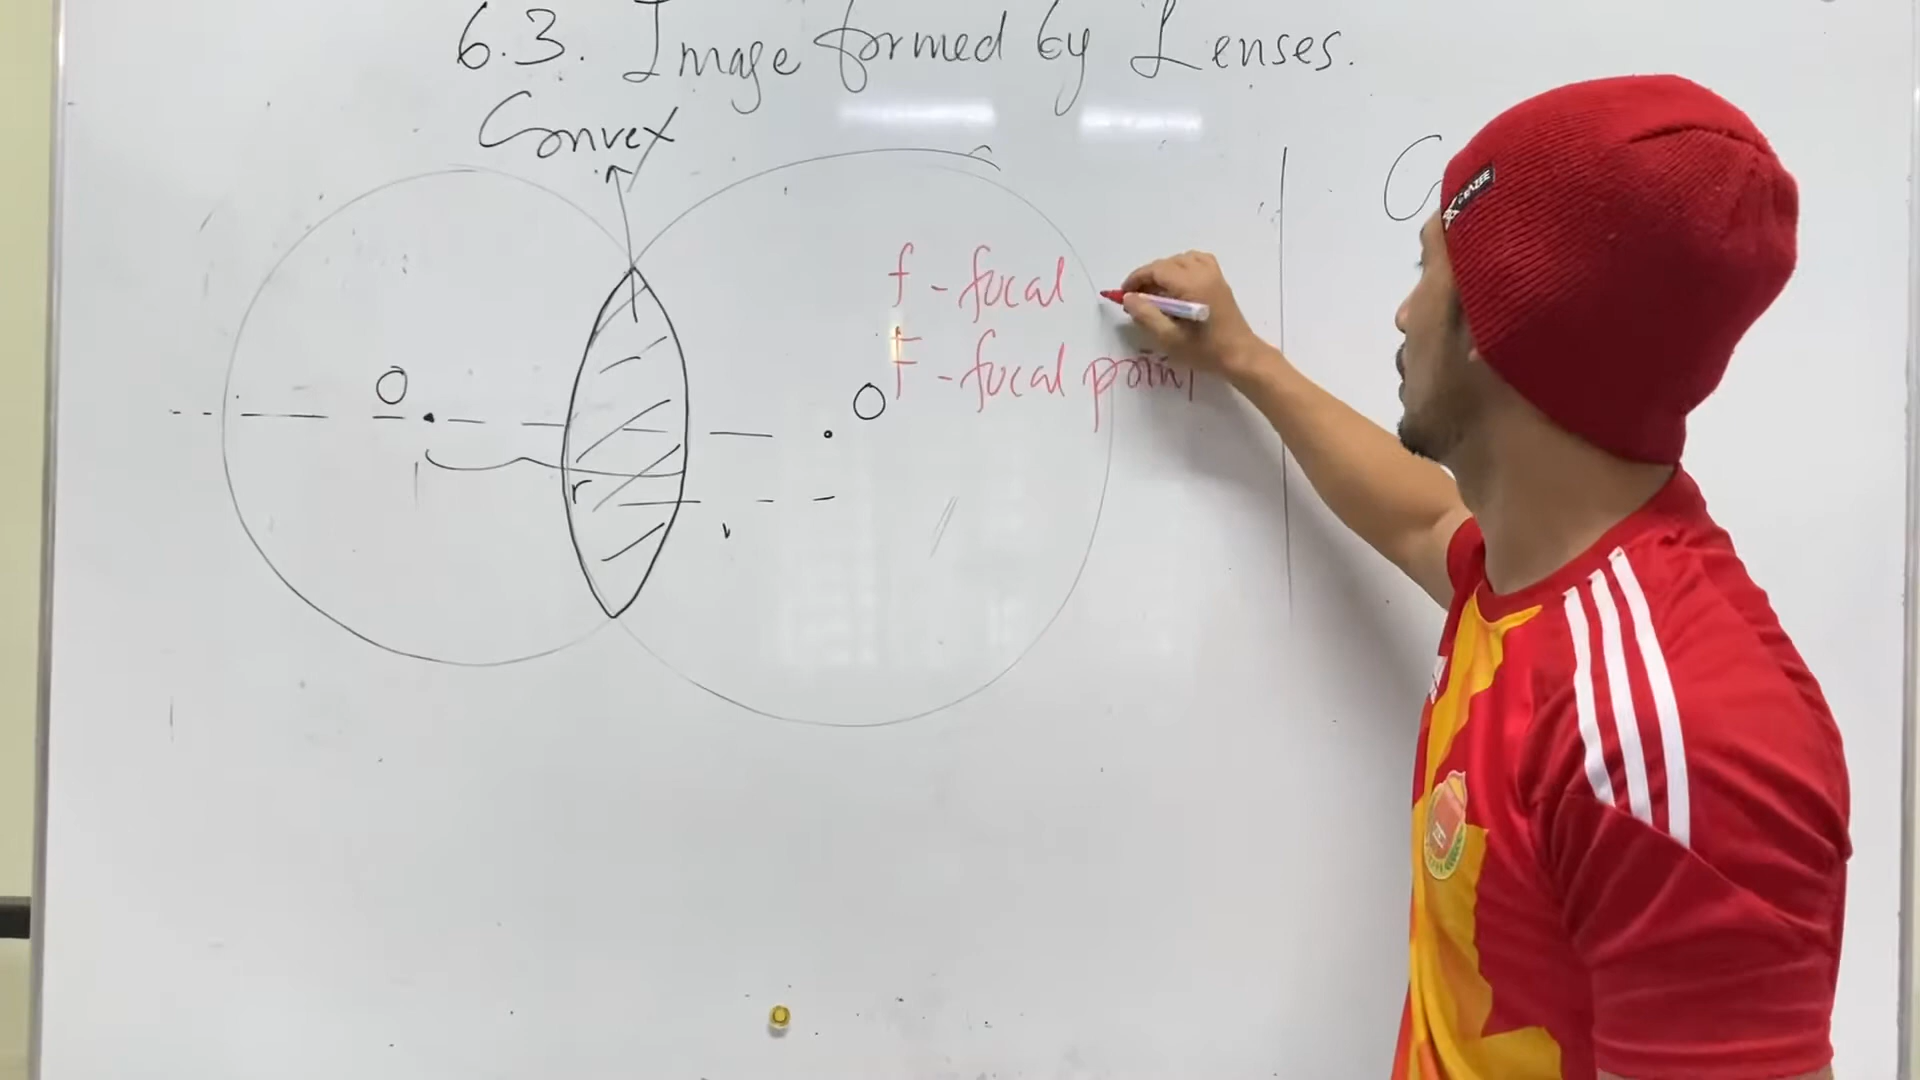 6.3. Image formed by Lenses.
Convex
f - focal
F - focal point
O
O
r